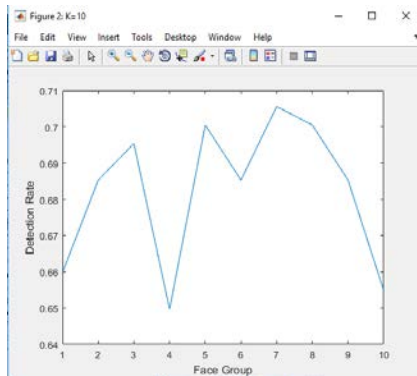 Figure 2: K=10
File Edit View Insert Tools Desktop Window Help
0.71
0.7
0.69
0.68
0.67
0.66
0.65
0.64
Detection Rate
1 2 3 4 5 6 7 8 9 10
Face Group